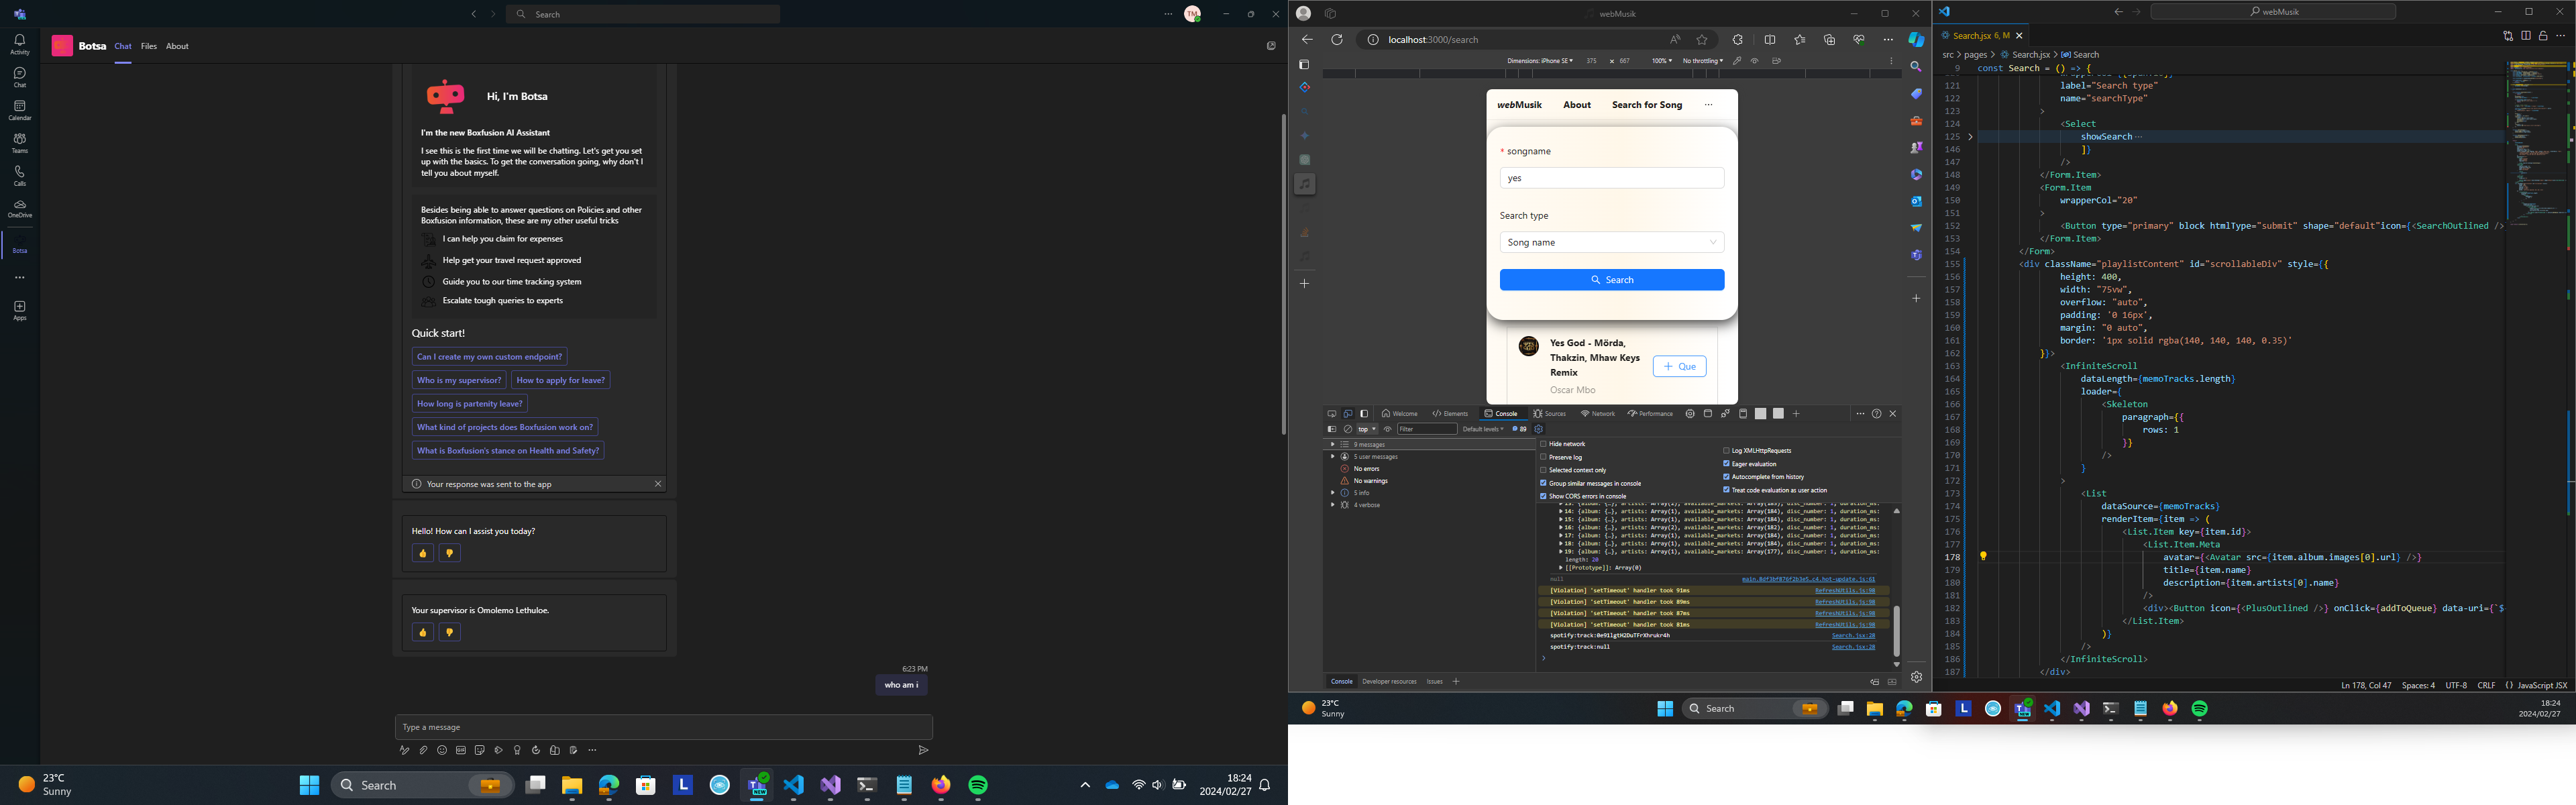 Search
TM
Activity
Chat
Calendar
Teams
Calls
OneDrive
Botsa
Apps
Botsa Chat Files About
Hi, I'm Botsa
I'm the new Boxfusion AI Assistant
I see this is the first time we will be chatting. Let's get you set
up with the basics. To get the conversation going, why don't I
tell you about myself.
Besides being able to answer questions on Policies and other
Boxfusion information, these are my other useful tricks
I can help you claim for expenses
Help get your travel request approved
Guide you to our time tracking system
Escalate tough queries to experts
Quick start!
Can I create my own custom endpoint?
Who is my supervisor? How to apply for leave?
How long is partenity leave?
What kind of projects does Boxfusion work on?
What is Boxfusion's stance on Health and Safety?
Your response was sent to the app
Hello! How can I assist you today?
Your supervisor is Omolemo Lethuloe.
6:23 PM
who am i
Type a message
23°C
Sunny
Search
18:24
2024/02/27
webMusik
localhost:3000/search
Dimensions: iPhone SE 375 × 667 100% No throttling
webMusik About Search for Song ···
* songname
yes
Search type
Song name
Search
Yes God - Mörda,
Thakzin, Mhaw Keys
Remix
Oscar Mbo
+ Que
Welcome Elements Console Sources Network Performance
top Filter Default levels 89
9 messages
5 user messages
No errors
No warnings
5 info
4 verbose
Hide network
Preserve log
Selected context only
Group similar messages in console
Show CORS errors in console
Log XMLHttpRequests
Eager evaluation
Autocomplete from history
Treat code evaluation as user action
14: {album: {…}, artists: Array(1), available_markets: Array(184), disc_number: 1, duration_ms:
15: {album: {…}, artists: Array(1), available_markets: Array(184), disc_number: 1, duration_ms:
16: {album: {…}, artists: Array(2), available_markets: Array(182), disc_number: 1, duration_ms:
17: {album: {…}, artists: Array(1), available_markets: Array(184), disc_number: 1, duration_ms:
18: {album: {…}, artists: Array(1), available_markets: Array(184), disc_number: 1, duration_ms:
19: {album: {…}, artists: Array(1), available_markets: Array(177), disc_number: 1, duration_ms:
length: 20
[[Prototype]]: Array(0)
null
[Violation] 'setTimeout' handler took 91ms RefreshUtils.js:98
[Violation] 'setTimeout' handler took 89ms RefreshUtils.js:98
[Violation] 'setTimeout' handler took 87ms RefreshUtils.js:98
[Violation] 'setTimeout' handler took 81ms RefreshUtils.js:98
Search.jsx:28
spotify:track:null Search.jsx:28
Console Developer resources Issues
23°C
Sunny
Search
18:24
2024/02/27
webMusik
Search.jsx 6, M
src > pages > Search.jsx > Search
9 const Search = () => {
121 label="Search type"
122 name="searchType"
123 >
124 <Select
125 showSearch ···
146 ]}
147 />
148 </Form.Item>
149 <Form.Item
150 wrapperCol="20"
151 >
152 <Button type="primary" block htmlType="submit" shape="default"icon={<SearchOutlined />
153 </Form.Item>
154 </Form>
155 <div className="playlistContent" id="scrollableDiv" style={{
156 height: 400,
157 width: "75vw",
158 overflow: "auto",
159 padding: '0 16px',
160 margin: "0 auto",
161 border: '1px solid rgba(140, 140, 140, 0.35)'
162 }}>
163 <InfiniteScroll
164 dataLength={memoTracks.length}
165 loader={
166 <Skeleton
167 paragraph={{
168 rows: 1
169 }}
170 />
171 }
172 >
173 <List
174 dataSource={memoTracks}
175 renderItem={item => (
176 <List.Item key={item.id}>
177 <List.Item.Meta
178 avatar={<Avatar src={item.album.images[0].url} />}
179 title={item.name}
180 description={item.artists[0].name}
181 />
182 <div><Button icon={<PlusOutlined />} onClick={addToQueue} data-uri={`$
183 </List.Item>
184 )}
185 />
186 </InfiniteScroll>
187 </div>
Ln 178, Col 47 Spaces: 4 UTF-8 CRLF {} JavaScript JSX